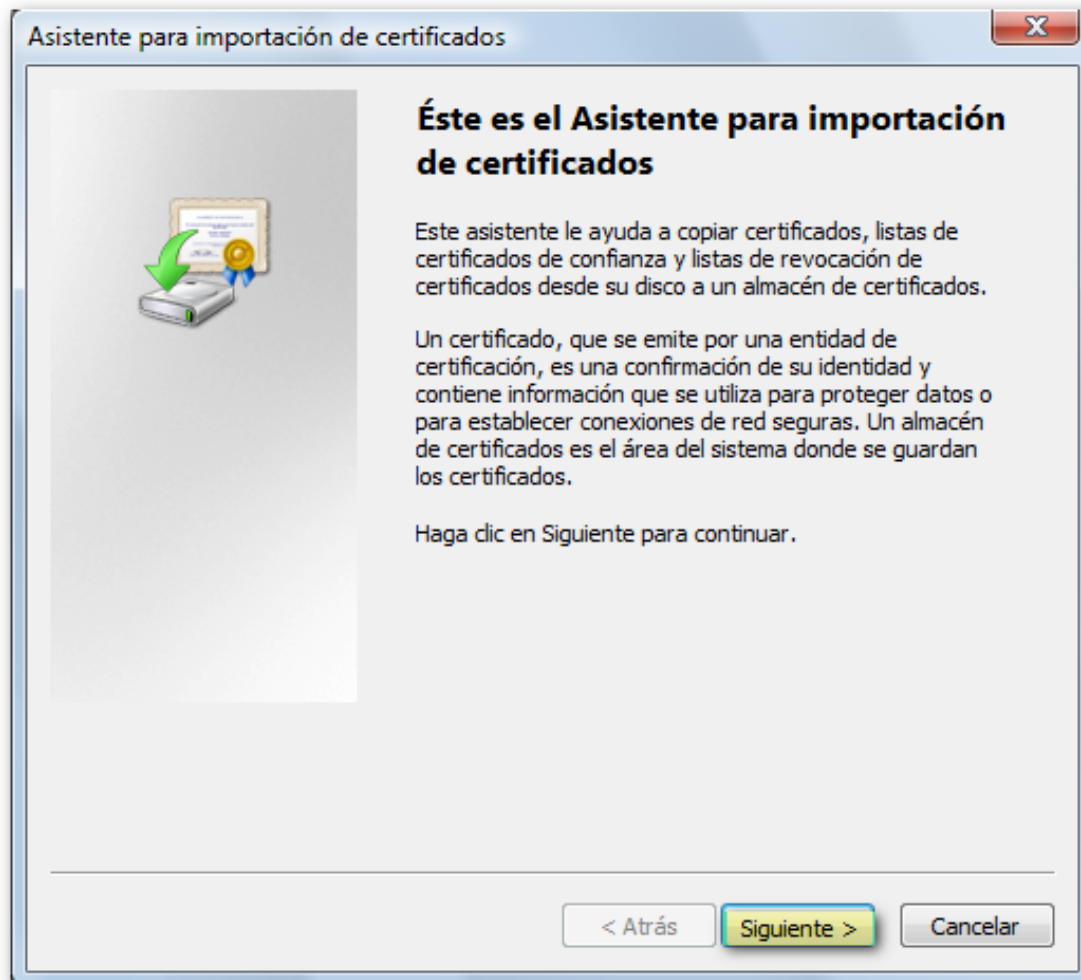 Asistente para importación de certificados
Éste es el Asistente para importación
de certificados
Este asistente le ayuda a copiar certificados, listas de
certificados de confianza y listas de revocación de
certificados desde su disco a un almacén de certificados.
Un certificado, que se emite por una entidad de
certificación, es una confirmación de su identidad y
contiene información que se utiliza para proteger datos o
para establecer conexiones de red seguras. Un almacén
de certificados es el área del sistema donde se guardan
los certificados.
Haga clic en Siguiente para continuar.
< Atrás Siguiente > Cancelar